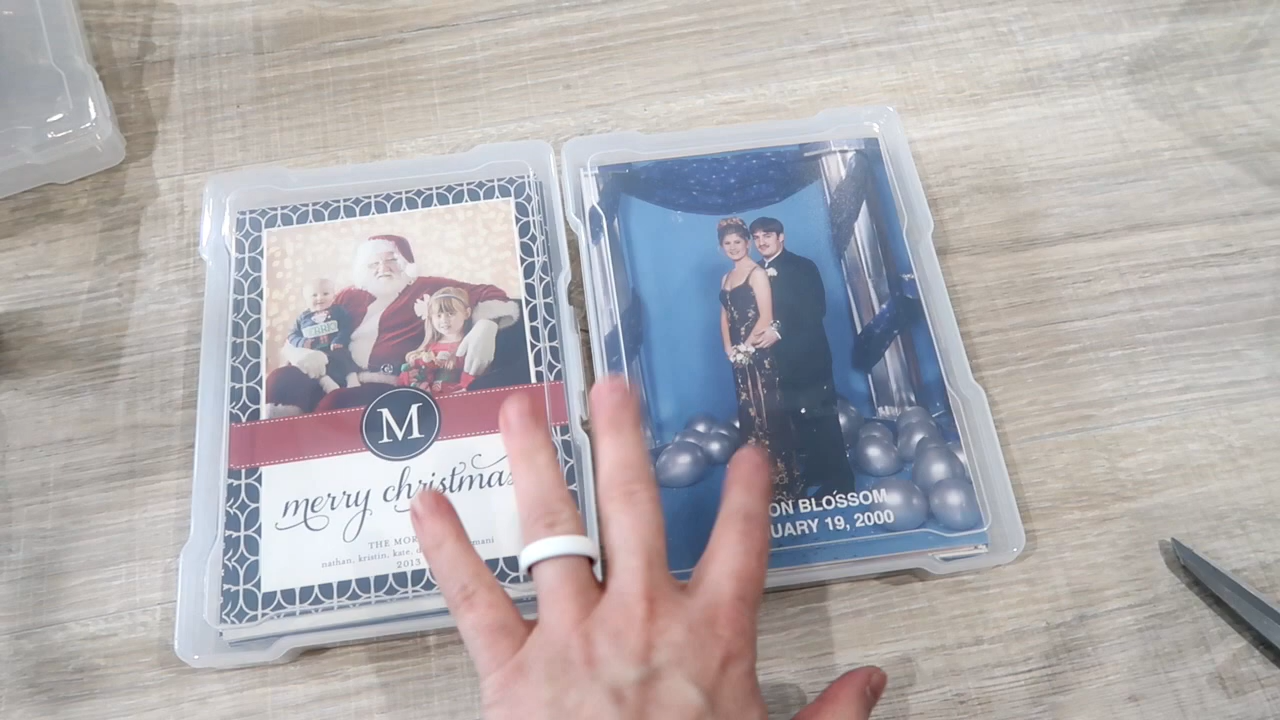 M
merry christmas
THE MOR
nathan, kristin, kate,
2013
ON BLOSSOM
UARY 19, 2000